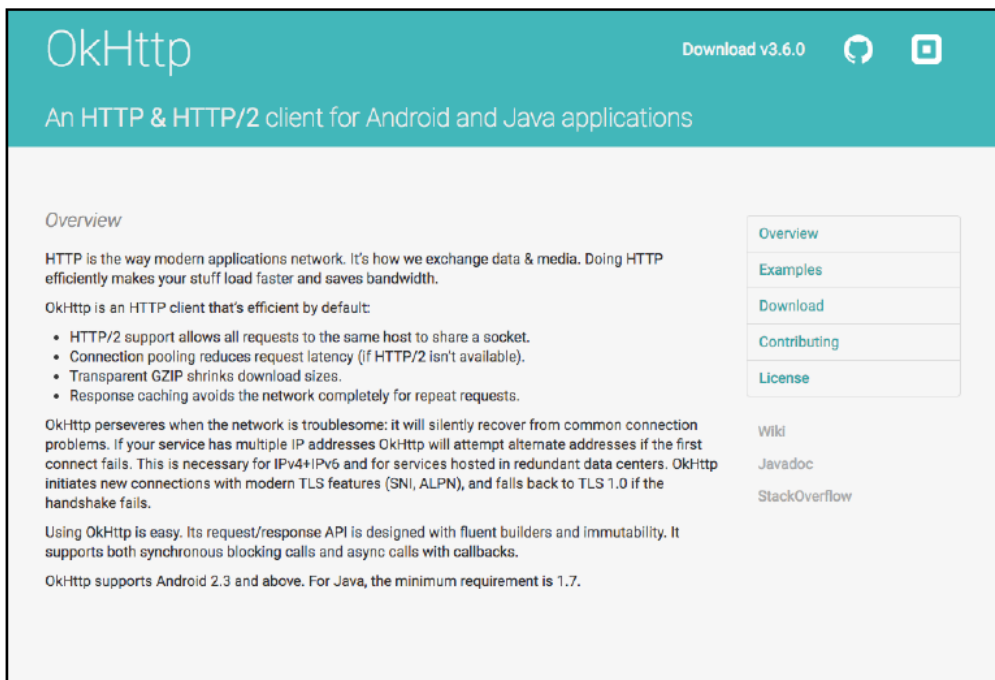 OkHttp
Download v3.6.0
An HTTP & HTTP/2 client for Android and Java applications
Overview
HTTP is the way modern applications network. It's how we exchange data & media. Doing HTTP
efficiently makes your stuff load faster and saves bandwidth.
OkHttp is an HTTP client that's efficient by default:
• HTTP/2 support allows all requests to the same host to share a socket.
• Connection pooling reduces request latency (if HTTP/2 isn't available).
• Transparent GZIP shrinks download sizes.
• Response caching avoids the network completely for repeat requests.
OkHttp perseveres when the network is troublesome: it will silently recover from common connection
problems. If your service has multiple IP addresses OkHttp will attempt alternate addresses if the first
connect fails. This is necessary for IPv4+IPv6 and for services hosted in redundant data centers. OkHttp
initiates new connections with modern TLS features (SNI, ALPN), and falls back to TLS 1.0 if the
handshake fails.
Using OkHttp is easy. Its request/response API is designed with fluent builders and immutability. It
supports both synchronous blocking calls and async calls with callbacks.
OkHttp supports Android 2.3 and above. For Java, the minimum requirement is 1.7.
Overview
Examples
Download
Contributing
License
Wiki
Javadoc
StackOverflow